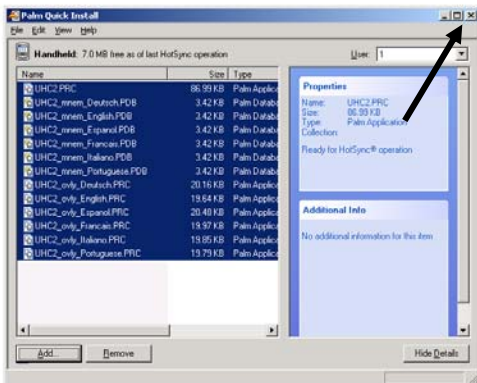 Palm Quick Install
File Edit View Help
Handheld: 7.0 MB free as of last HotSync operation User: 1
Name Size Type
UHC2.PRC 86.99 KB Palm Applica
UHC2_mnem_Deutsch.PDB 3.42 KB Palm Databa
UHC2_mnem_English.PDB 3.42 KB Palm Databa
UHC2_mnem_Espanol.PDB 3.42 KB Palm Databa
UHC2_mnem_Francais.PDB 3.42 KB Palm Databa
UHC2_mnem_Italiano.PDB 3.42 KB Palm Databa
UHC2_mnem_Portuguese.PDB 3.42 KB Palm Databa
UHC2_ovly_Deutsch.PRC 20.16 KB Palm Applica
UHC2_ovly_English.PRC 19.64 KB Palm Applica
UHC2_ovly_Espanol.PRC 20.48 KB Palm Applica
UHC2_ovly_Francais.PRC 19.97 KB Palm Applica
UHC2_ovly_Italiano.PRC 19.85 KB Palm Applica
UHC2_ovly_Portuguese.PRC 19.79 KB Palm Applica
Properties
Name: UHC2.PRC
Size: 86.99 KB
Type: Palm Application
Collection:
Ready for HotSync® operation
Additional Info
No additional information for this item
Add... Remove Hide Details